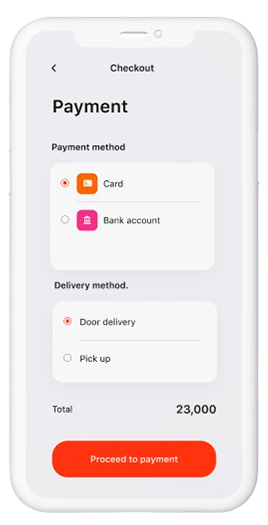 Checkout
Payment
Payment method
Card
Bank account
Delivery method.
Door delivery
Pick up
Total 23,000
Proceed to payment